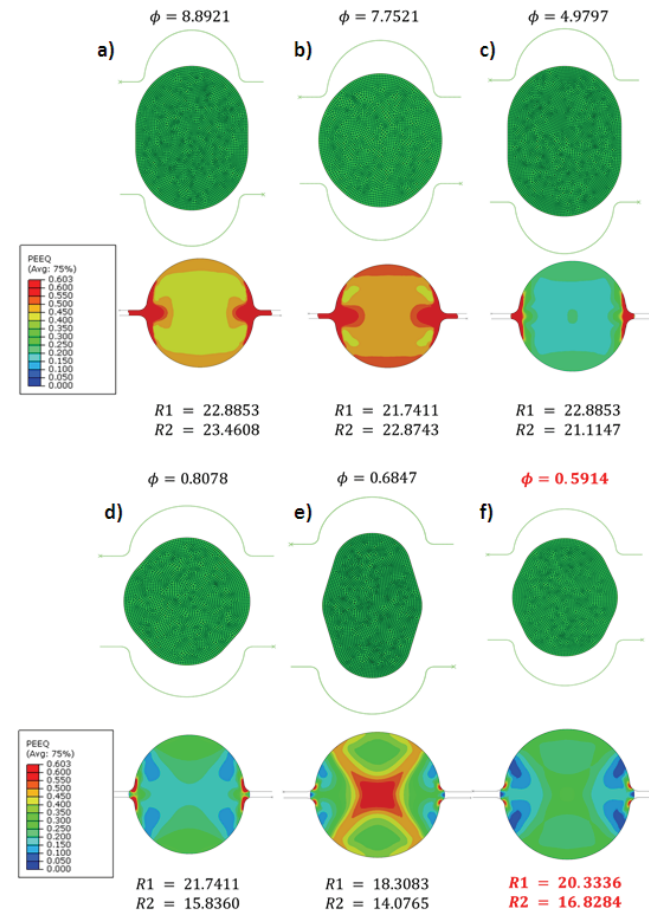 ϕ = 8.8921
ϕ = 7.7521
ϕ = 4.9797
a)
b)
c)
PEEQ
(Avg: 75%)
0.603
0.600
0.550
0.500
0.450
0.400
0.350
0.300
0.250
0.200
0.150
0.100
0.050
0.000
R1 = 22.8853
R2 = 23.4608
R1 = 21.7411
R2 = 22.8743
R1 = 22.8853
R2 = 21.1147
ϕ = 0.8078
ϕ = 0.6847
ϕ = 0.5914
d)
e)
f)
PEEQ
(Avg: 75%)
0.603
0.600
0.550
0.500
0.450
0.400
0.350
0.300
0.250
0.200
0.150
0.100
0.050
0.000
R1 = 21.7411
R2 = 15.8360
R1 = 18.3083
R2 = 14.0765
R1 = 20.3336
R2 = 16.8284